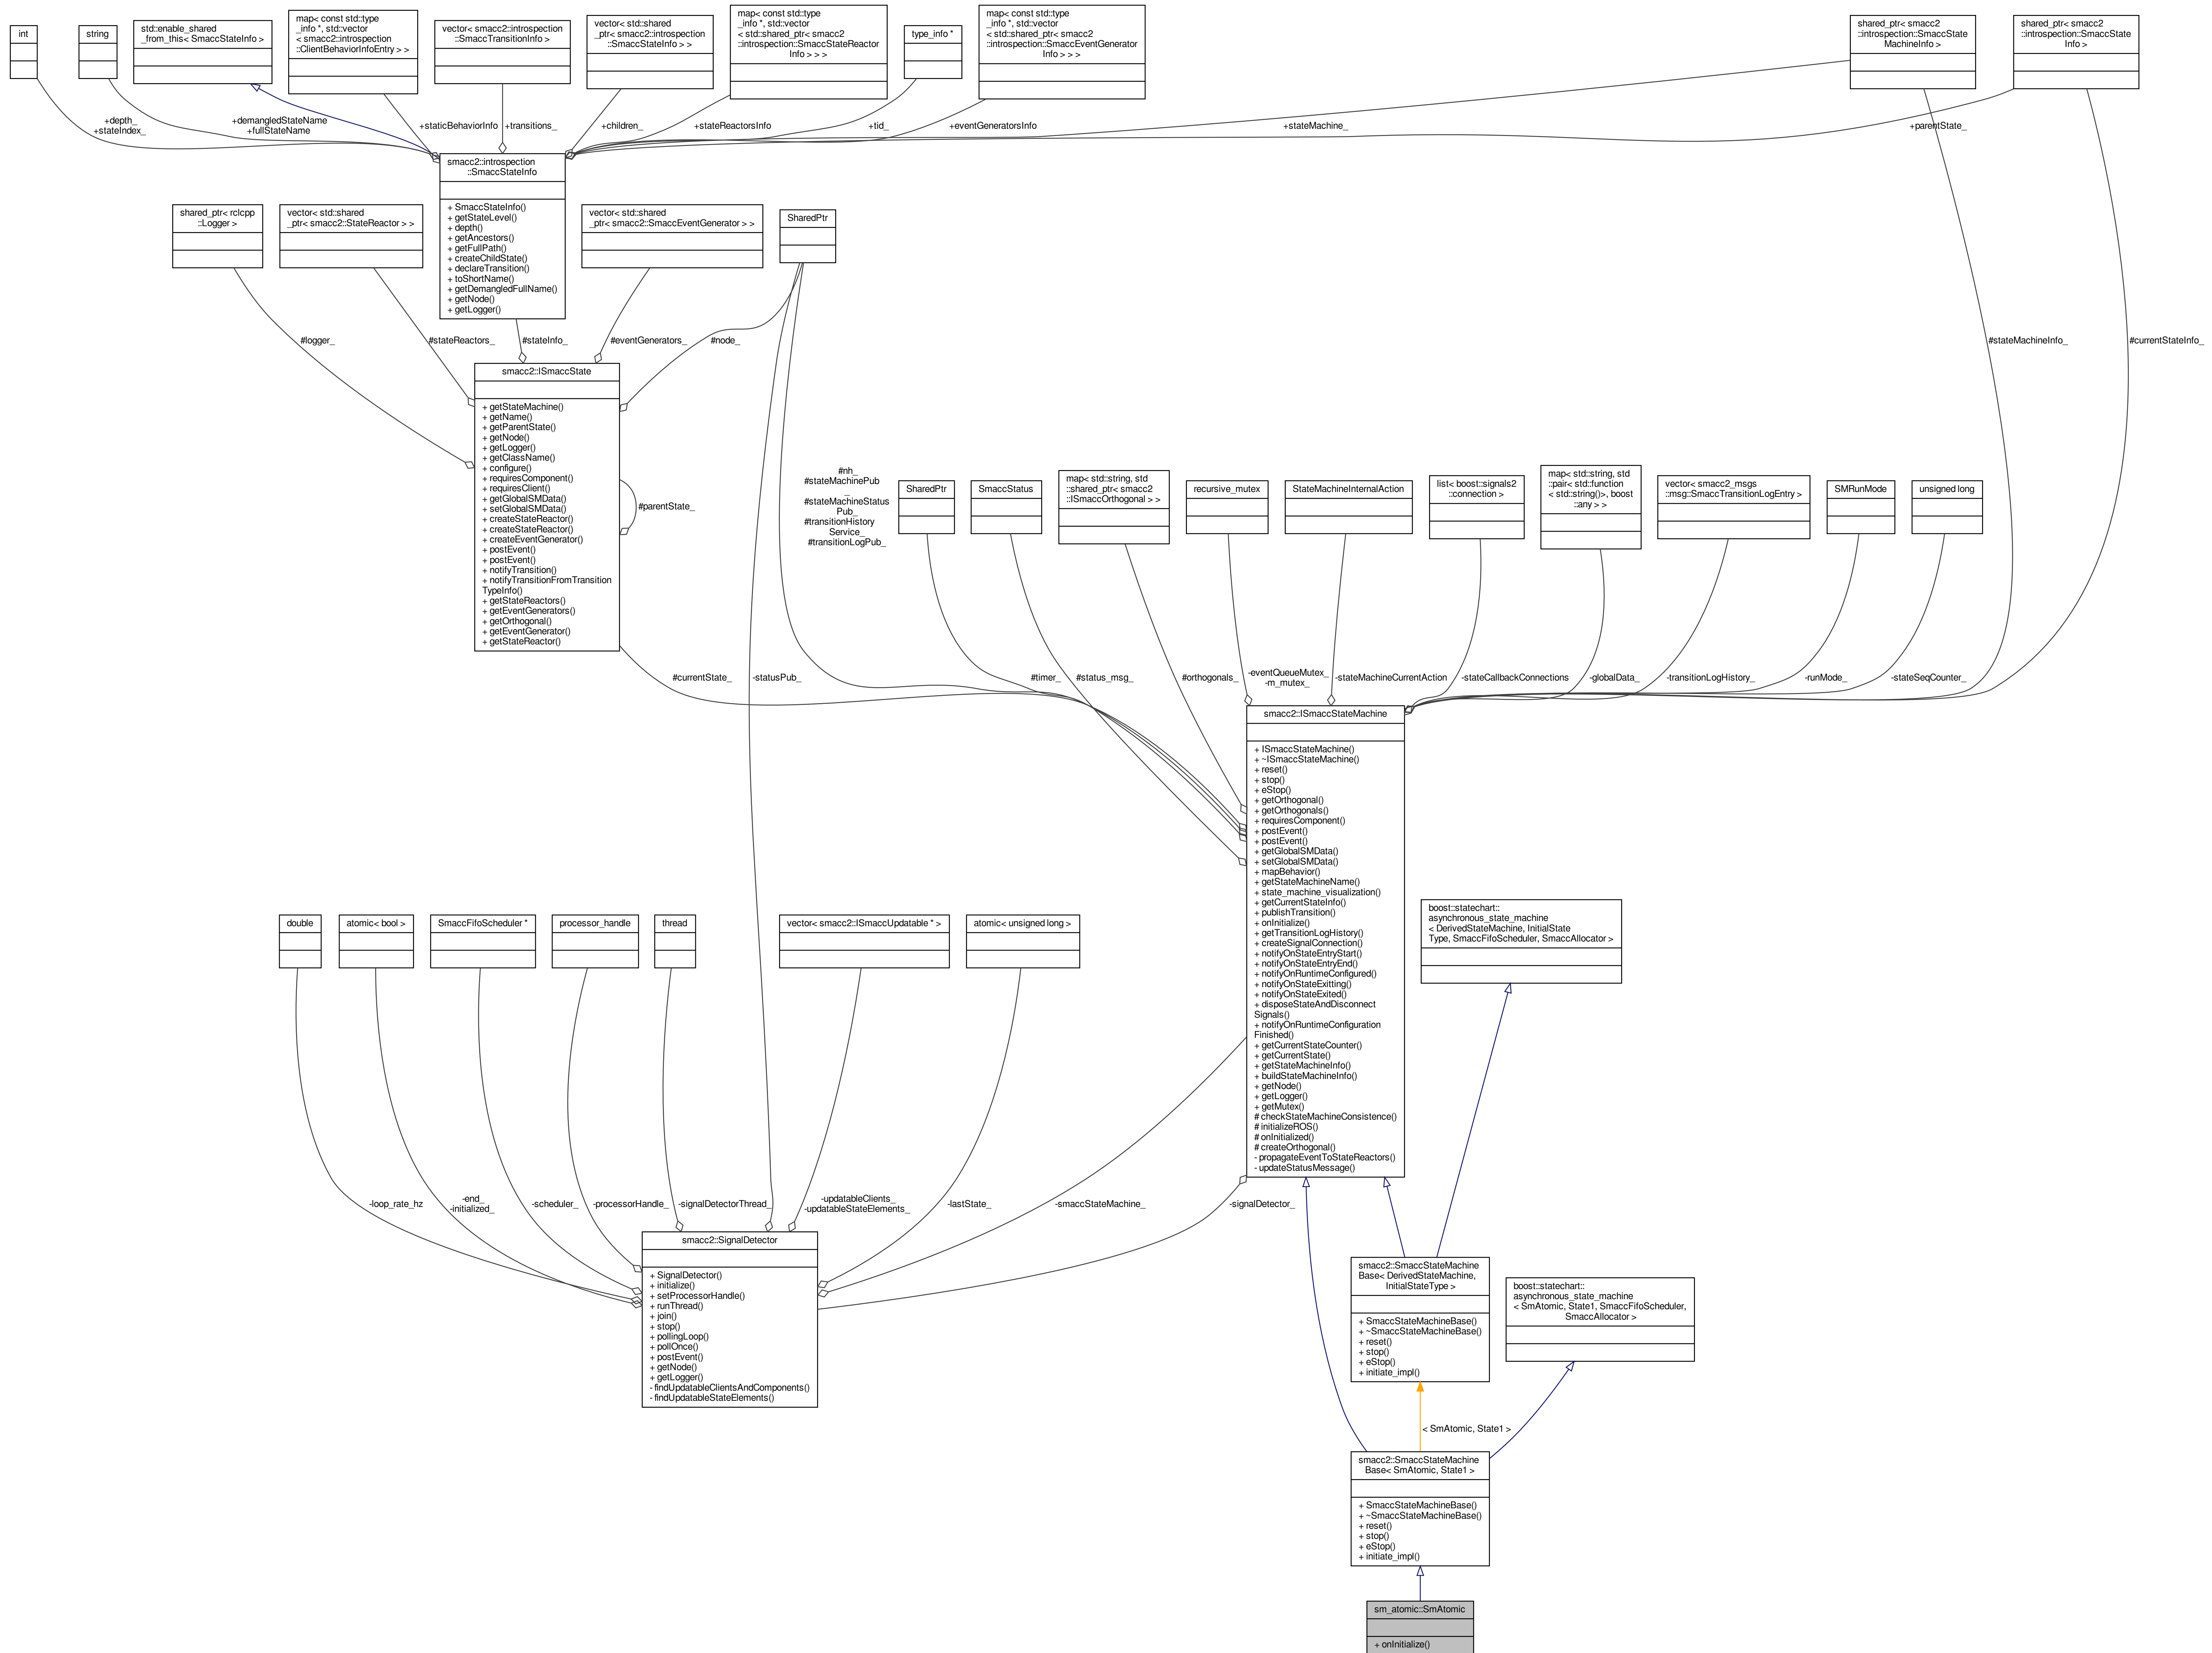 int
string
std::enable_shared
_from_this< SmaccStateInfo >
map< const std::type
_info *, std::vector
< smacc2::introspection
::ClientBehaviorInfoEntry > >
vector< smacc2::introspection
::SmaccTransitionInfo >
vector< std::shared
_ptr< smacc2::introspection
::SmaccStateInfo > >
map< const std::type
_info *, std::vector
< std::shared_ptr< smacc2
::introspection::SmaccStateReactor
Info > > >
type_info *
map< const std::type
_info *, std::vector
< std::shared_ptr< smacc2
::introspection::SmaccEventGenerator
Info > > >
shared_ptr< smacc2
::introspection::SmaccState
MachineInfo >
shared_ptr< smacc2
::introspection::SmaccState
Info >
+depth_
+stateIndex_
+demangledStateName
+fullStateName
+staticBehaviorInfo
+transitions_
+children_
+stateReactorsInfo
+tid_
+eventGeneratorsInfo
+stateMachine_
+parentState_
smacc2::introspection
::SmaccStateInfo
+ SmaccStateInfo()
+ getStateLevel()
+ depth()
+ getAncestors()
+ getFullPath()
+ createChildState()
+ declareTransition()
+ toShortName()
+ getDemangledFullName()
+ getNode()
+ getLogger()
shared_ptr< rclcpp
::Logger >
vector< std::shared
_ptr< smacc2::StateReactor > >
vector< std::shared
_ptr< smacc2::SmaccEventGenerator > >
SharedPtr
#logger_
#stateReactors_
#stateInfo_
#eventGenerators_
#node_
#stateMachineInfo_
#currentStateInfo_
smacc2::ISmaccState
+ getStateMachine()
+ getName()
+ getParentState()
+ getNode()
+ getLogger()
+ getClassName()
+ configure()
+ requiresComponent()
+ requiresClient()
+ getGlobalSMData()
+ setGlobalSMData()
+ createStateReactor()
+ createStateReactor()
+ createEventGenerator()
+ postEvent()
+ postEvent()
+ notifyTransition()
+ notifyTransitionFromTransition
TypeInfo()
+ getStateReactors()
+ getEventGenerators()
+ getOrthogonal()
+ getEventGenerator()
+ getStateReactor()
#parentState_
#nh_
#stateMachinePub
_
#stateMachineStatus
Pub_
#transitionHistory
Service_
#transitionLogPub_
SharedPtr
SmaccStatus
map< std::string, std
::shared_ptr< smacc2
::ISmaccOrthogonal > >
recursive_mutex
StateMachineInternalAction
list< boost::signals2
::connection >
map< std::string, std
::pair< std::function
< std::string()>, boost
::any > >
vector< smacc2_msgs
::msg::SmaccTransitionLogEntry >
SMRunMode
unsigned long
#currentState_
-statusPub_
#timer_
#status_msg_
#orthogonals_
-eventQueueMutex_
-m_mutex_
-stateMachineCurrentAction
-stateCallbackConnections
-globalData_
-transitionLogHistory_
-runMode_
-stateSeqCounter_
smacc2::ISmaccStateMachine
+ ISmaccStateMachine()
+ ~ISmaccStateMachine()
+ reset()
+ stop()
+ eStop()
+ getOrthogonal()
+ getOrthogonals()
+ requiresComponent()
+ postEvent()
+ postEvent()
+ getGlobalSMData()
+ setGlobalSMData()
+ mapBehavior()
+ getStateMachineName()
+ state_machine_visualization()
+ getCurrentStateInfo()
+ publishTransition()
+ onInitialize()
+ getTransitionLogHistory()
+ createSignalConnection()
+ notifyOnStateEntryStart()
+ notifyOnStateEntryEnd()
+ notifyOnRuntimeConfigured()
+ notifyOnStateExitting()
+ notifyOnStateExited()
+ disposeStateAndDisconnect
Signals()
+ notifyOnRuntimeConfiguration
Finished()
+ getCurrentStateCounter()
+ getCurrentState()
+ getStateMachineInfo()
+ buildStateMachineInfo()
+ getNode()
+ getLogger()
+ getMutex()
# checkStateMachineConsistence()
# initializeROS()
# onInitialized()
# createOrthogonal()
- propagateEventToStateReactors()
- updateStatusMessage()
double
atomic< bool >
SmaccFifoScheduler *
processor_handle
thread
vector< smacc2::ISmaccUpdatable * >
atomic< unsigned long >
boost::statechart::
asynchronous_state_machine
< DerivedStateMachine, InitialState
Type, SmaccFifoScheduler, SmaccAllocator >
-loop_rate_hz
-end_
-initialized_
-scheduler_
-processorHandle_
-signalDetectorThread_
-updatableClients_
-updatableStateElements_
-lastState_
-smaccStateMachine_
-signalDetector_
smacc2::SignalDetector
+ SignalDetector()
+ initialize()
+ setProcessorHandle()
+ runThread()
+ join()
+ stop()
+ pollingLoop()
+ pollOnce()
+ postEvent()
+ getNode()
+ getLogger()
- findUpdatableClientsAndComponents()
- findUpdatableStateElements()
smacc2::SmaccStateMachine
Base< DerivedStateMachine,
InitialStateType >
+ SmaccStateMachineBase()
+ ~SmaccStateMachineBase()
+ reset()
+ stop()
+ eStop()
+ initiate_impl()
boost::statechart::
asynchronous_state_machine
< SmAtomic, State1, SmaccFifoScheduler,
SmaccAllocator >
< SmAtomic, State1 >
smacc2::SmaccStateMachine
Base< SmAtomic, State1 >
+ SmaccStateMachineBase()
+ ~SmaccStateMachineBase()
+ reset()
+ stop()
+ eStop()
+ initiate_impl()
sm_atomic::SmAtomic
+ onInitialize()